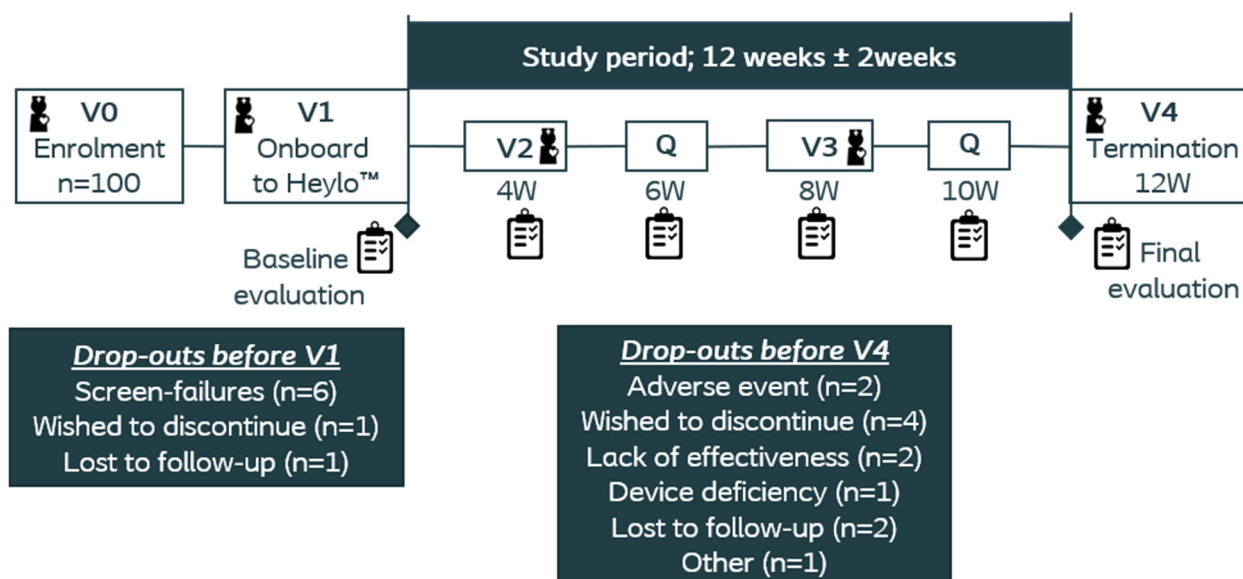 Study period; 12 weeks ± 2weeks
V0
Enrolment
n=100
V1
Onboard
to Heylo™
V2
4W
Q
6W
V3
8W
Q
10W
V4
Termination
12W
Baseline
evaluation
Final
evaluation
Drop-outs before V1
Screen-failures (n=6)
Wished to discontinue (n=1)
Lost to follow-up (n=1)
Drop-outs before V4
Adverse event (n=2)
Wished to discontinue (n=4)
Lack of effectiveness (n=2)
Device deficiency (n=1)
Lost to follow-up (n=2)
Other (n=1)